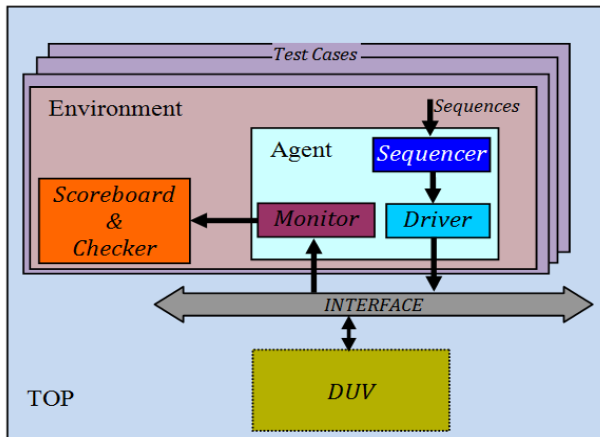 Test Cases
Environment
Sequences
Agent
Sequencer
Scoreboard
&
Checker
Monitor
Driver
INTERFACE
DUV
TOP